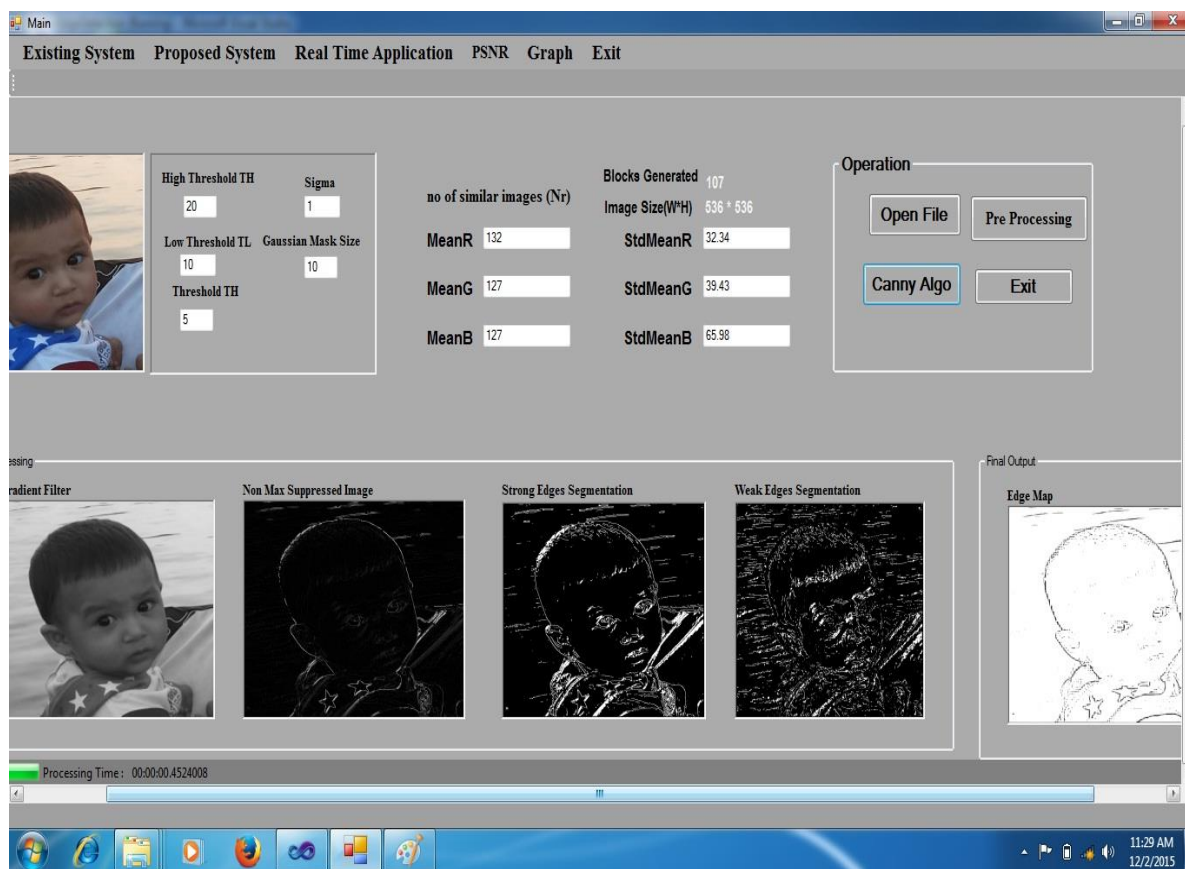 Main
Existing System Proposed System Real Time Application PSNR Graph Exit
High Threshold TH Sigma
20 1
Low Threshold TL Gaussian Mask Size
10 10
Threshold TH
5
no of similar images (Nr)
MeanR 132
MeanG 127
MeanB 127
Blocks Generated 107
Image Size(W*H) 536 * 536
StdMeanR 32.34
StdMeanG 39.43
StdMeanB 65.98
Operation
Open File Pre Processing
Canny Algo Exit
essing
radient Filter Non Max Suppressed Image Strong Edges Segmentation Weak Edges Segmentation
Final Output
Edge Map
Processing Time : 00:00:00.4524008
11:29 AM
12/2/2015